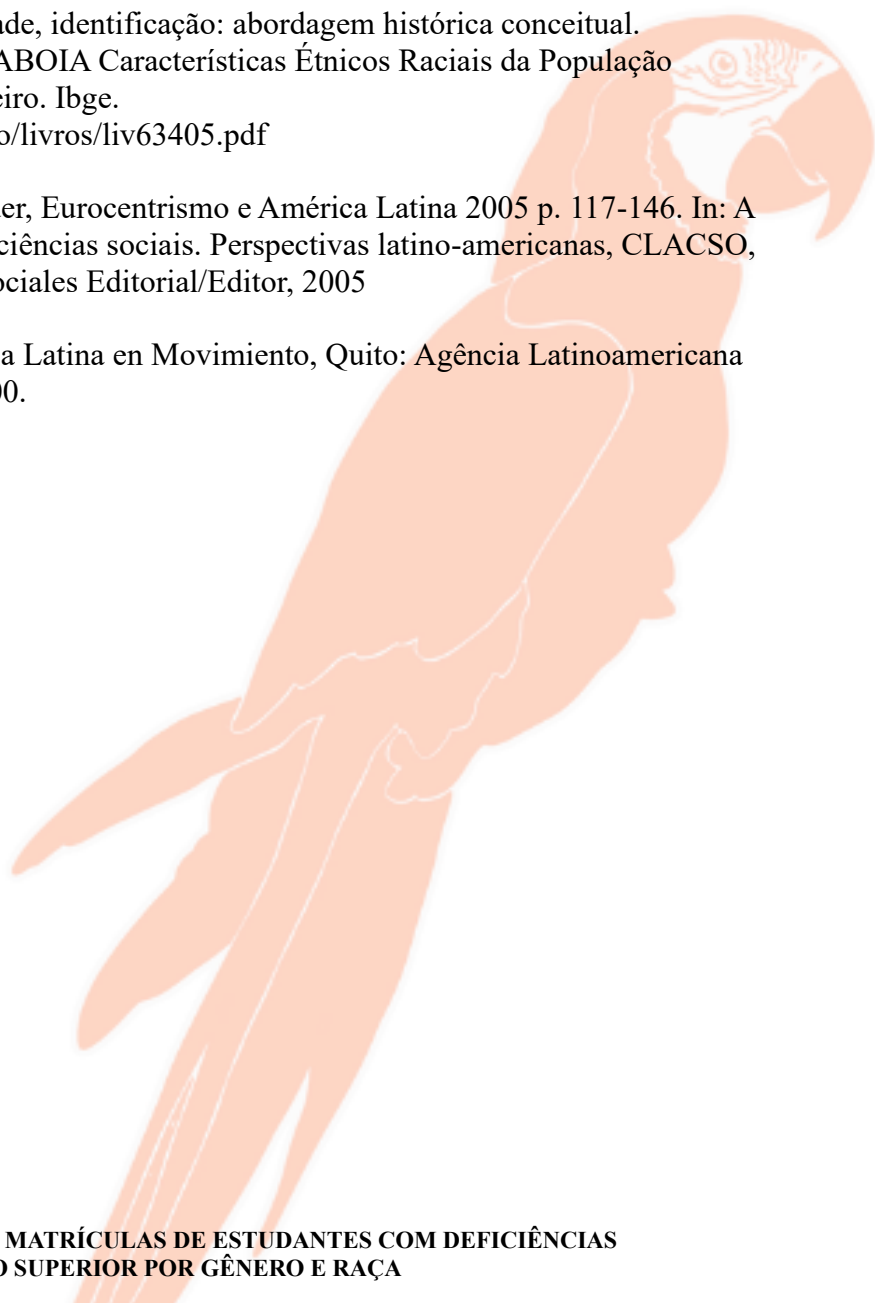 ade, identificação: abordagem histórica conceitual.
ABOIA Características Étnicos Raciais da População
eiro. Ibge.
o/livros/liv63405.pdf
er, Eurocentrismo e América Latina 2005 p. 117-146. In: A
ciências sociais. Perspectivas latino-americanas, CLACSO,
ociales Editorial/Editor, 2005
a Latina en Movimiento, Quito: Agência Latinoamericana
00.
MATRÍCULAS DE ESTUDANTES COM DEFICIÊNCIAS
O SUPERIOR POR GÊNERO E RAÇA